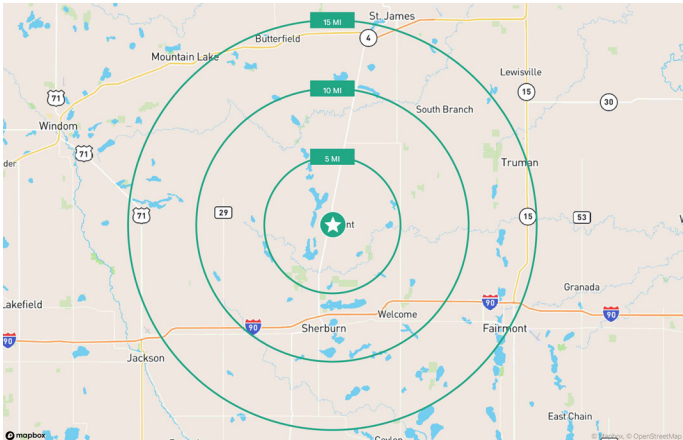 St. James
15 MI
Butterfield
4
Mountain Lake
Lewisville
10 MI
71
15
30
South Branch
Windom
71
5 MI
Truman
29
71
15
53
nt
Granada
Lakefield
90
90
Welcome
90
Sherburn
Fairmont
90
Jackson
East Chain
mapbox
© Mapbox, © OpenStreetMap